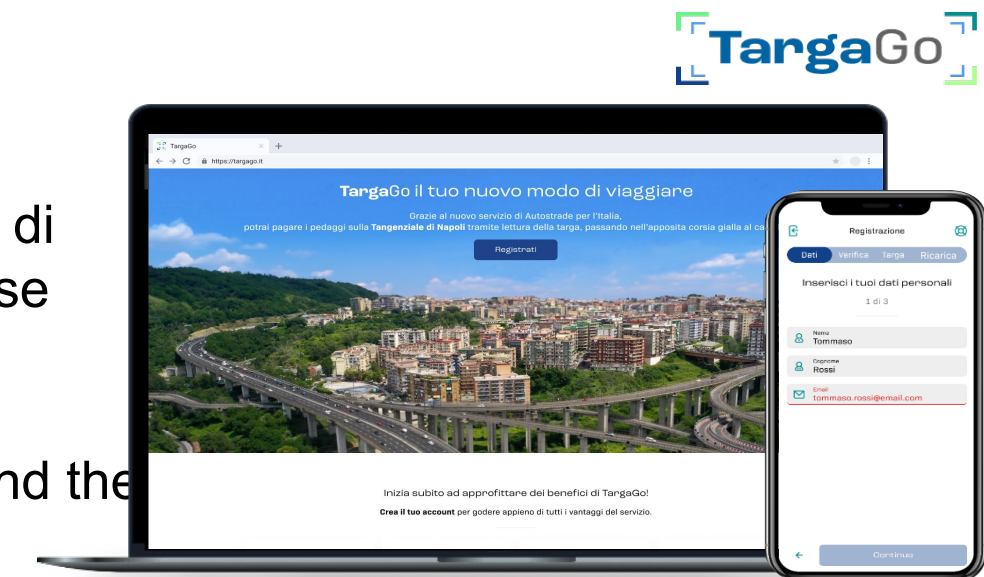 TargaGo
di
se
nd the
TargaGo
https://targago.it
TargaGo il tuo nuovo modo di viaggiare
Grazie al nuovo servizio di Autostrade per l'Italia,
potrai pagare i pedaggi sulla Tangenziale di Napoli tramite lettura della targa, passando nell'apposita corsia gialla al ca
Registrati
Inizia subito ad approfittare dei benefici di TargaGo!
Crea il tuo account per godere appieno di tutti i vantaggi del servizio.
Registrazione
Dati Verifica Targa Ricarica
Inserisci i tuoi dati personali
1 di 3
Nome
Tommaso
Cognome
Rossi
Email
tommaso.rossi@email.com
Continua